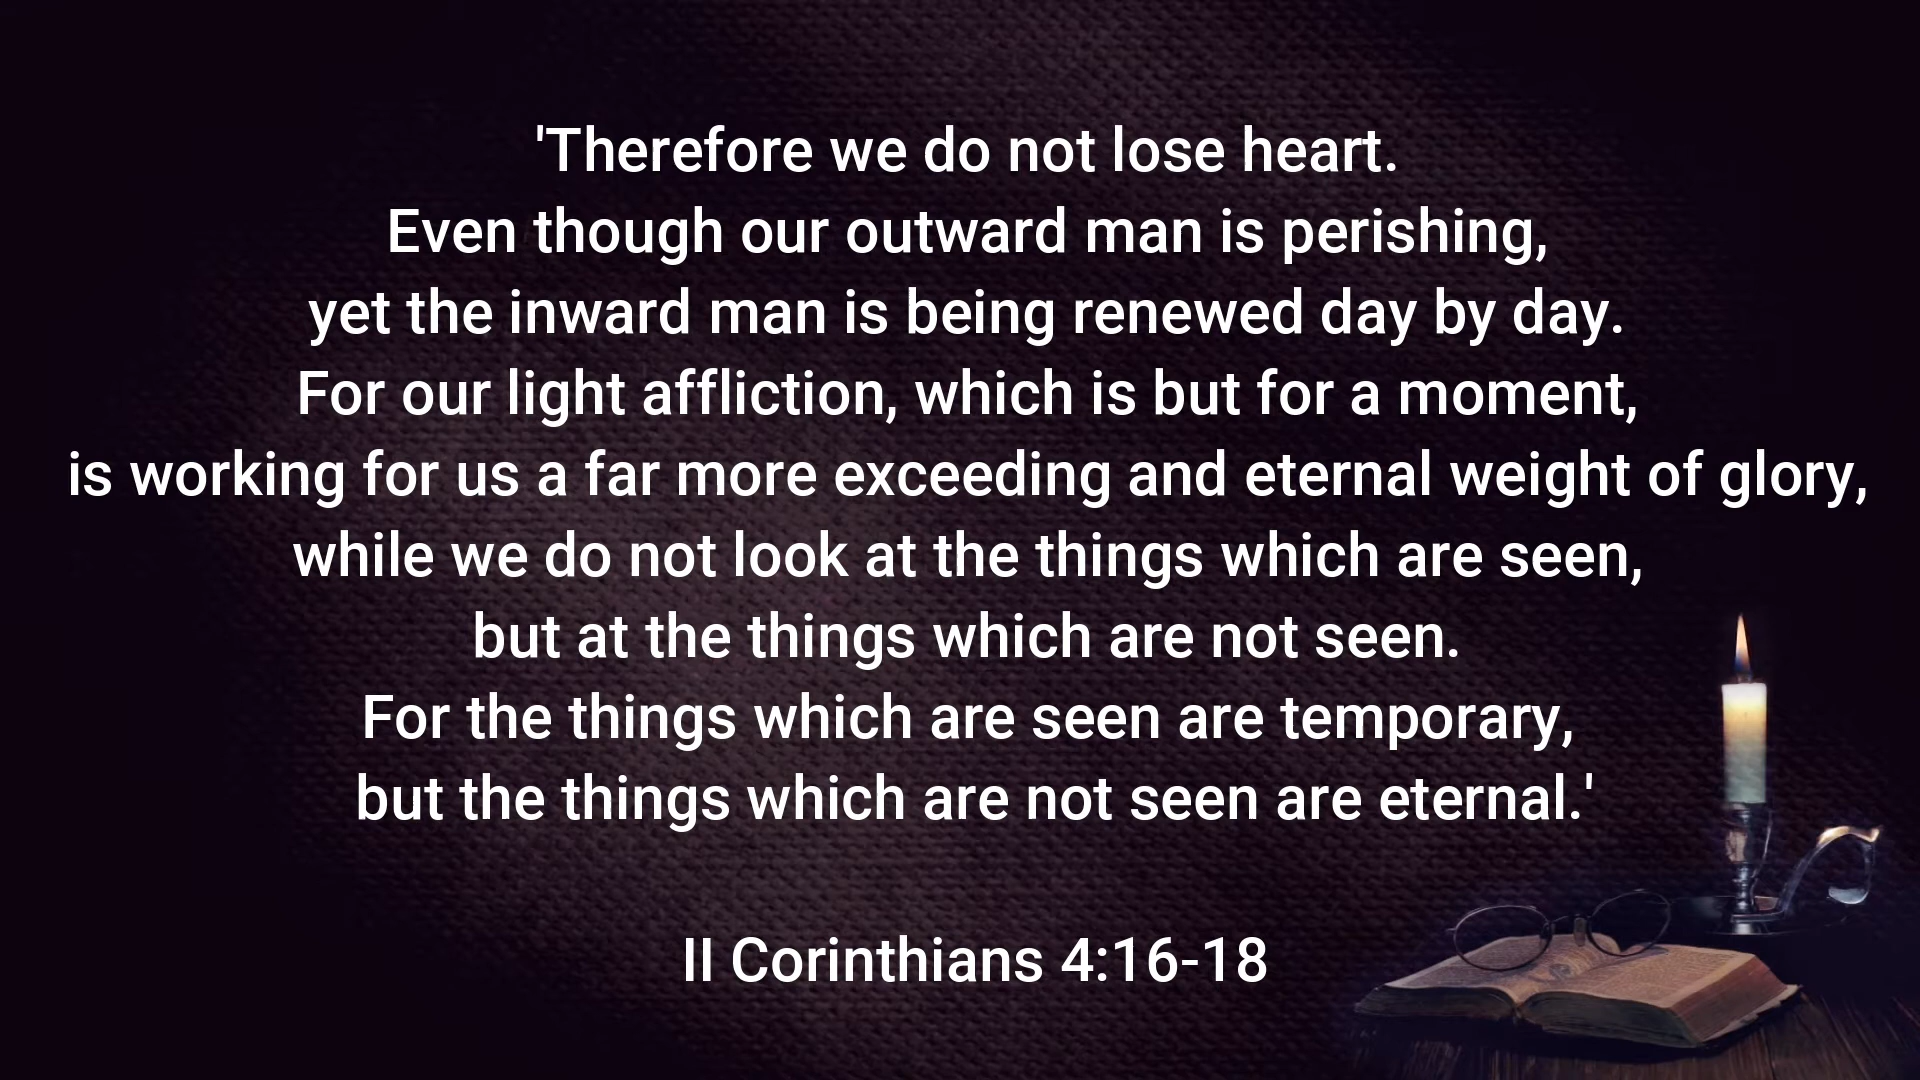 'Therefore we do not lose heart.
Even though our outward man is perishing,
yet the inward man is being renewed day by day.
For our light affliction, which is but for a moment,
is working for us a far more exceeding and eternal weight of glory,
while we do not look at the things which are seen,
but at the things which are not seen.
For the things which are seen are temporary,
but the things which are not seen are eternal.'
II Corinthians 4:16-18